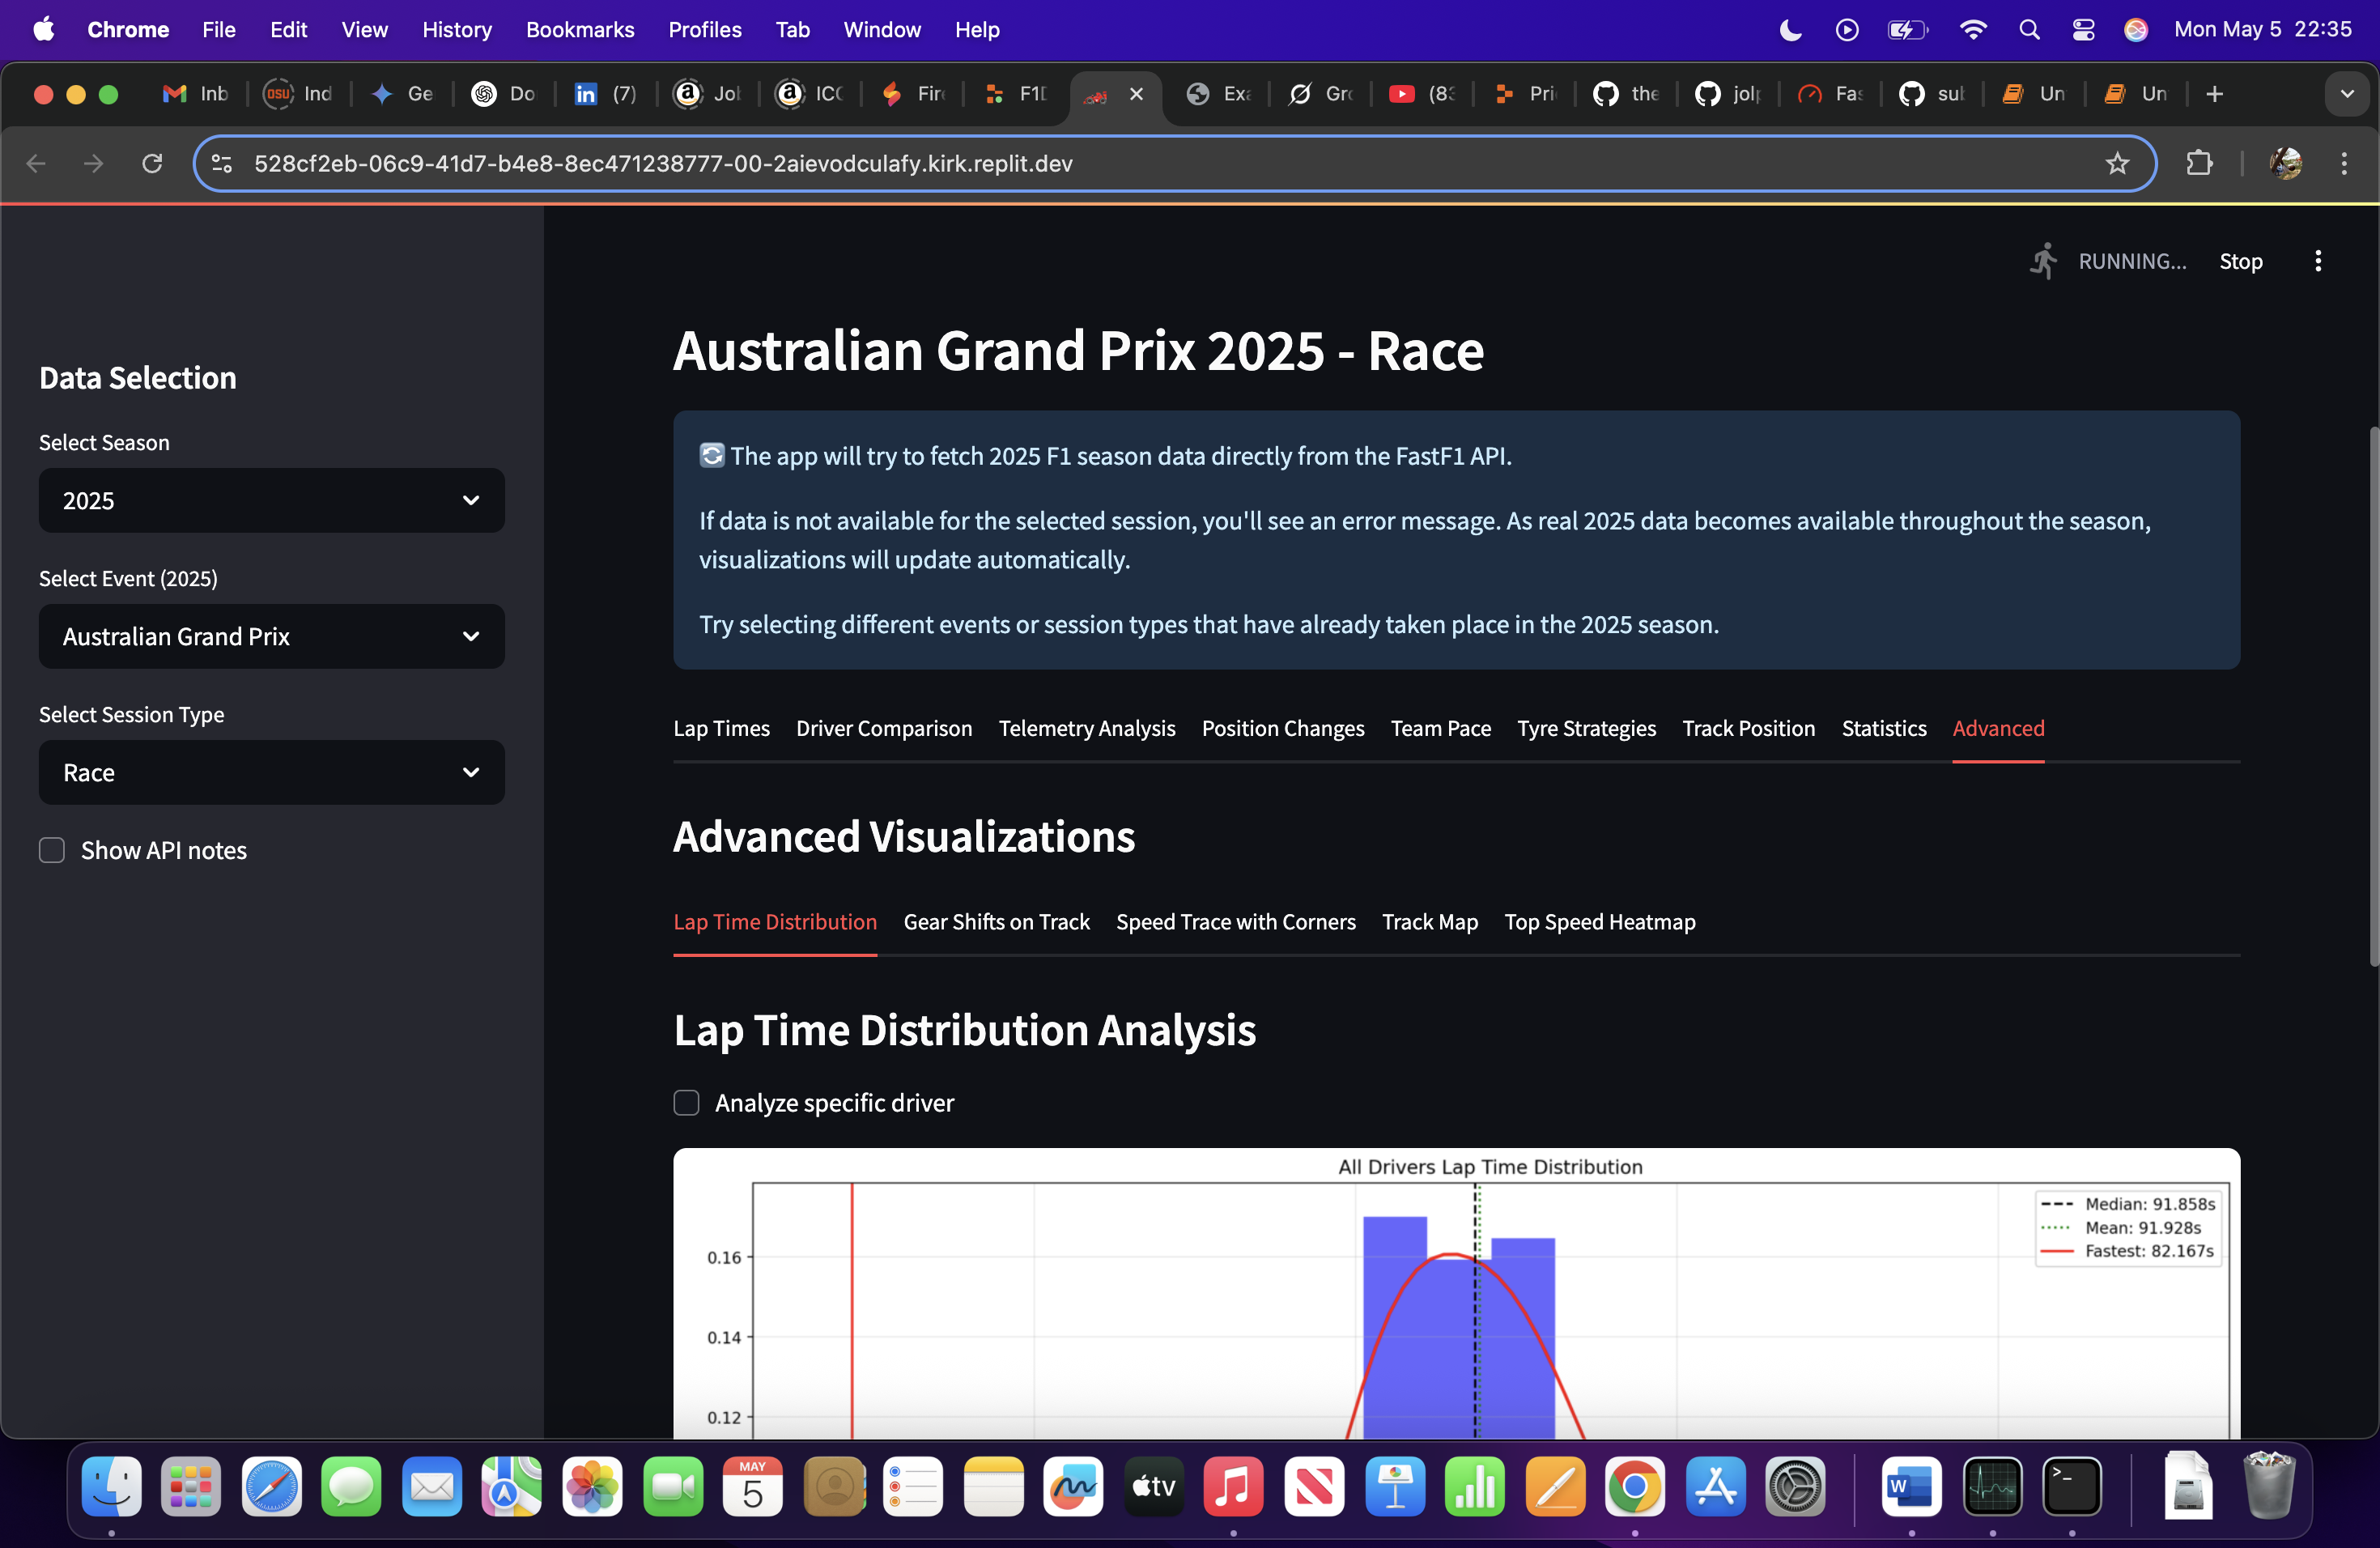 Chrome File Edit View History Bookmarks Profiles Tab Window Help Mon May 5 22:35
Inb Ind Ge Do (7) Job ICC Fire F1D Exa Gro (83 Pri the jolp Fas sub Un Un
528cf2eb-06c9-41d7-b4e8-8ec471238777-00-2aievodculafy.kirk.replit.dev
RUNNING... Stop
Data Selection
Select Season
2025
Select Event (2025)
Australian Grand Prix
Select Session Type
Race
Show API notes
Australian Grand Prix 2025 - Race
The app will try to fetch 2025 F1 season data directly from the FastF1 API.
If data is not available for the selected session, you'll see an error message. As real 2025 data becomes available throughout the season,
visualizations will update automatically.
Try selecting different events or session types that have already taken place in the 2025 season.
Lap Times Driver Comparison Telemetry Analysis Position Changes Team Pace Tyre Strategies Track Position Statistics Advanced
Advanced Visualizations
Lap Time Distribution Gear Shifts on Track Speed Trace with Corners Track Map Top Speed Heatmap
Lap Time Distribution Analysis
Analyze specific driver
All Drivers Lap Time Distribution
Median: 91.858s
Mean: 91.928s
Fastest: 82.167s
0.16
0.14
0.12
MAY
5
tv